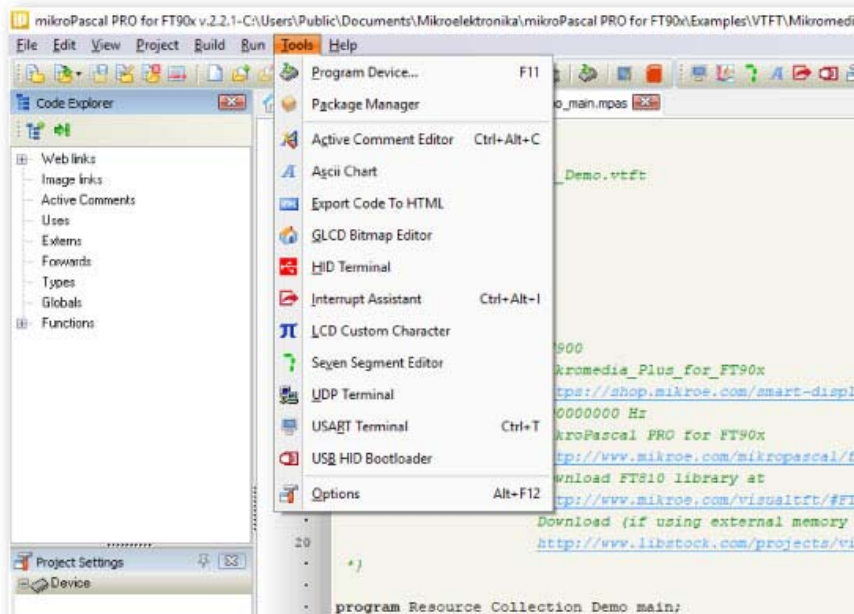 mikroPascal PRO for FT90x v.2.2.1-C:\Users\Public\Documents\Mikroelektronika\mikroPascal PRO for FT90x\Examples\VTFT\Mikromedi
File Edit View Project Build Run Tools Help
Code Explorer
o_main.mpas
Web links
Image links
Active Comments
Uses
Externs
Forwards
Types
Globals
Functions
Program Device... F11
Package Manager
Active Comment Editor Ctrl+Alt+C
Ascii Chart
Export Code To HTML
GLCD Bitmap Editor
HID Terminal
Interrupt Assistant Ctrl+Alt+I
LCD Custom Character
Seven Segment Editor
UDP Terminal
USART Terminal Ctrl+T
USB HID Bootloader
Options Alt+F12
_Demo.vtft
900
kromedia_Plus_for_FT90x
tps://shop.mikroe.com/smart-displ
0000000 Hz
kroPascal PRO for FT90x
tp://www.mikroe.com/mikropascal/f
wnload FT810 library at
tp://www.mikroe.com/visualtft/#FT
Download (if using external memory
20 http://www.libstock.com/projects/vi
*)
program Resource_Collection_Demo_main;
Project Settings
Device